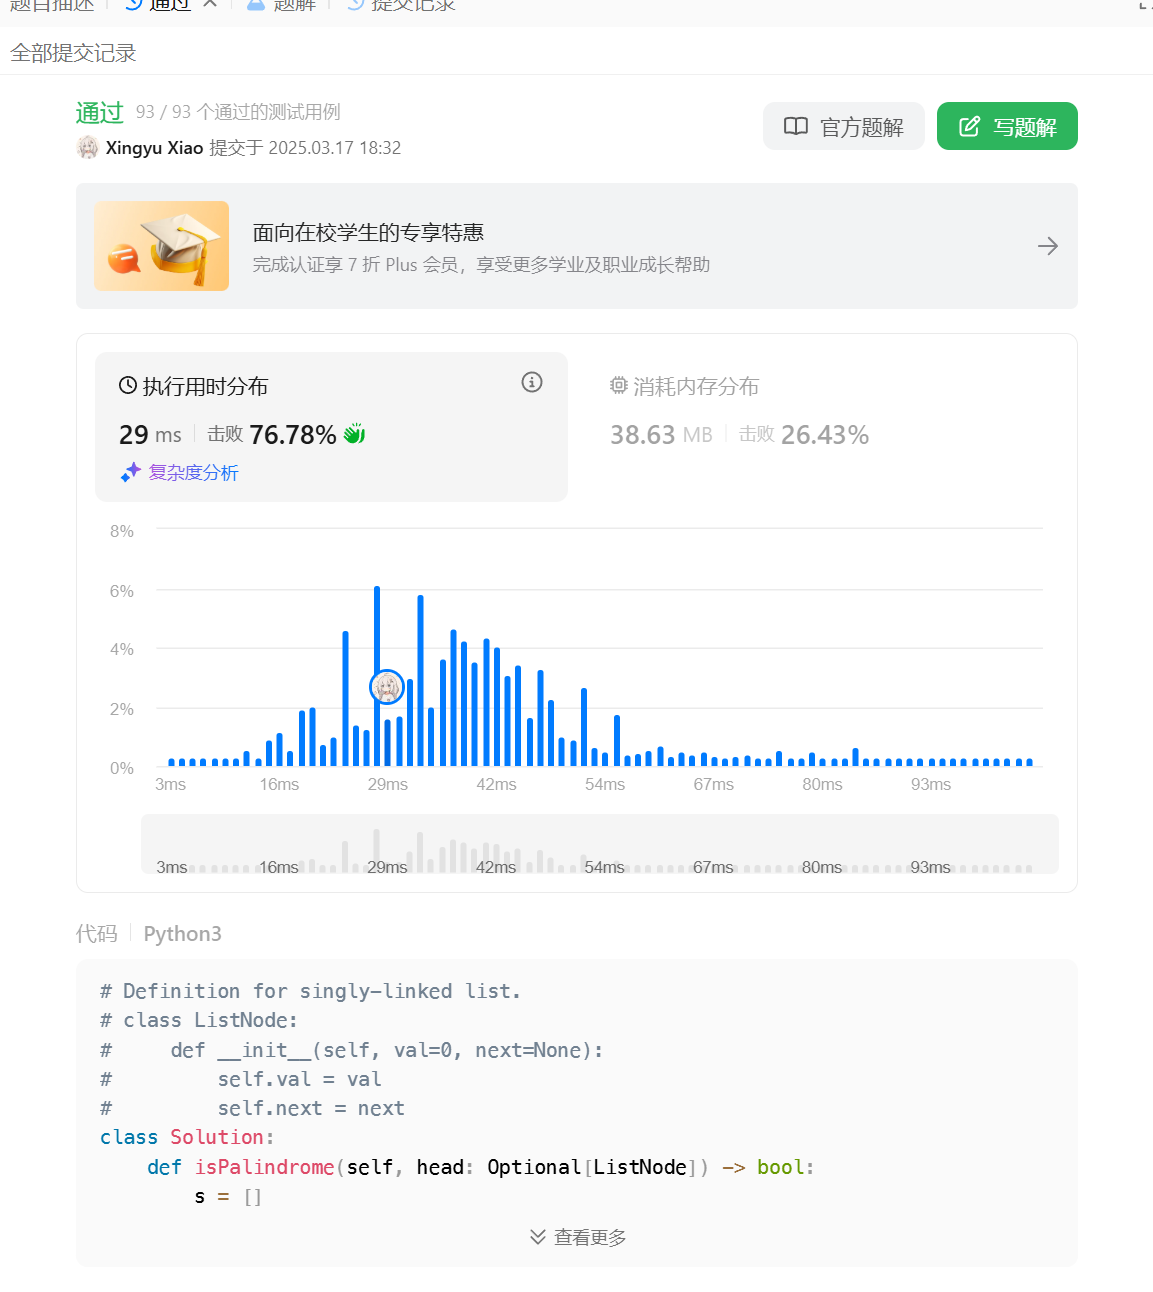 题目描述 通过 题解 提交记录
全部提交记录
通过 93 / 93 个通过的测试用例
官方题解 写题解
Xingyu Xiao 提交于 2025.03.17 18:32
面向在校学生的专享特惠
完成认证享 7 折 Plus 会员，享受更多学业及职业成长帮助
执行用时分布 消耗内存分布
29 ms 击败 76.78% 38.63 MB 击败 26.43%
复杂度分析
8%
6%
4%
2%
0%
3ms 16ms 29ms 42ms 54ms 67ms 80ms 93ms
3ms 16ms 29ms 42ms 54ms 67ms 80ms 93ms
代码 Python3
# Definition for singly-linked list.
# class ListNode:
#     def __init__(self, val=0, next=None):
#         self.val = val
#         self.next = next
class Solution:
    def isPalindrome(self, head: Optional[ListNode]) -> bool:
        s = []
查看更多